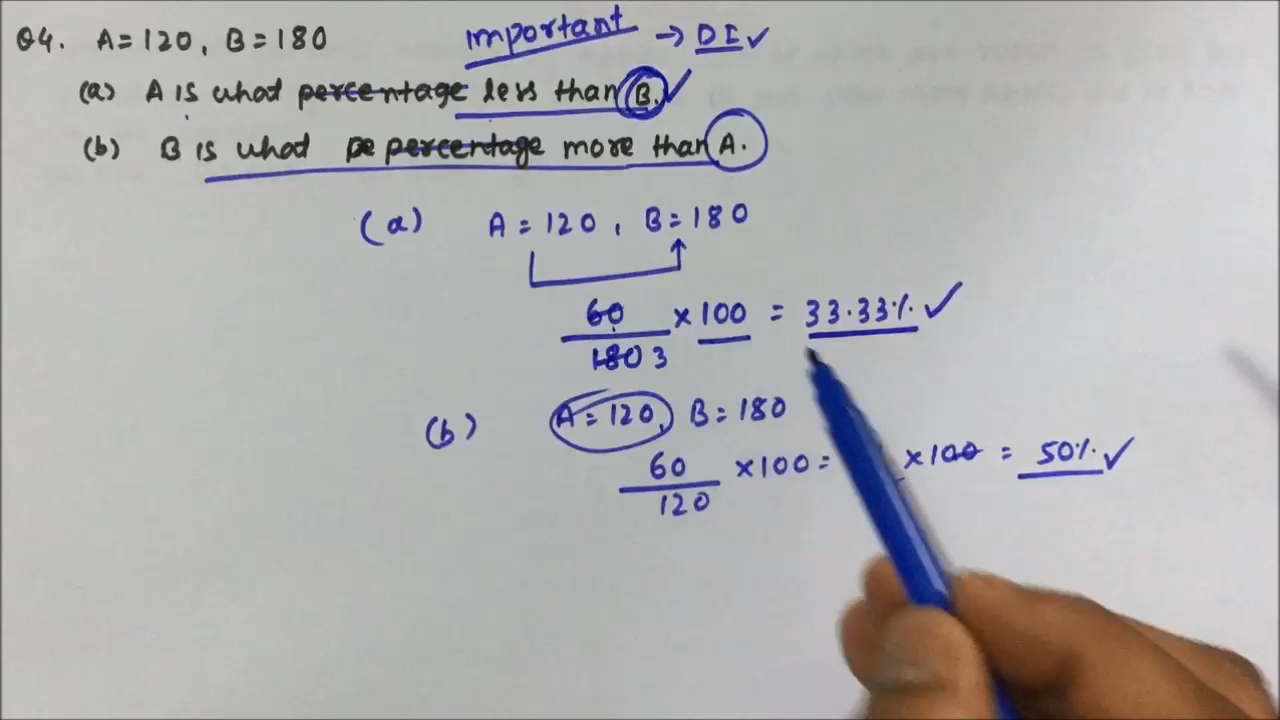 Q4. A=120, B=180 important → DI ✓
(a) A is what percentage less than B. ✓
(b) B is what pe percentage more than A.
(a) A = 120, B = 180
60
× 100 = 33.33% ✓
180 3
(b) A = 120, B = 180
60
×100 = ×100 = 50% ✓
120